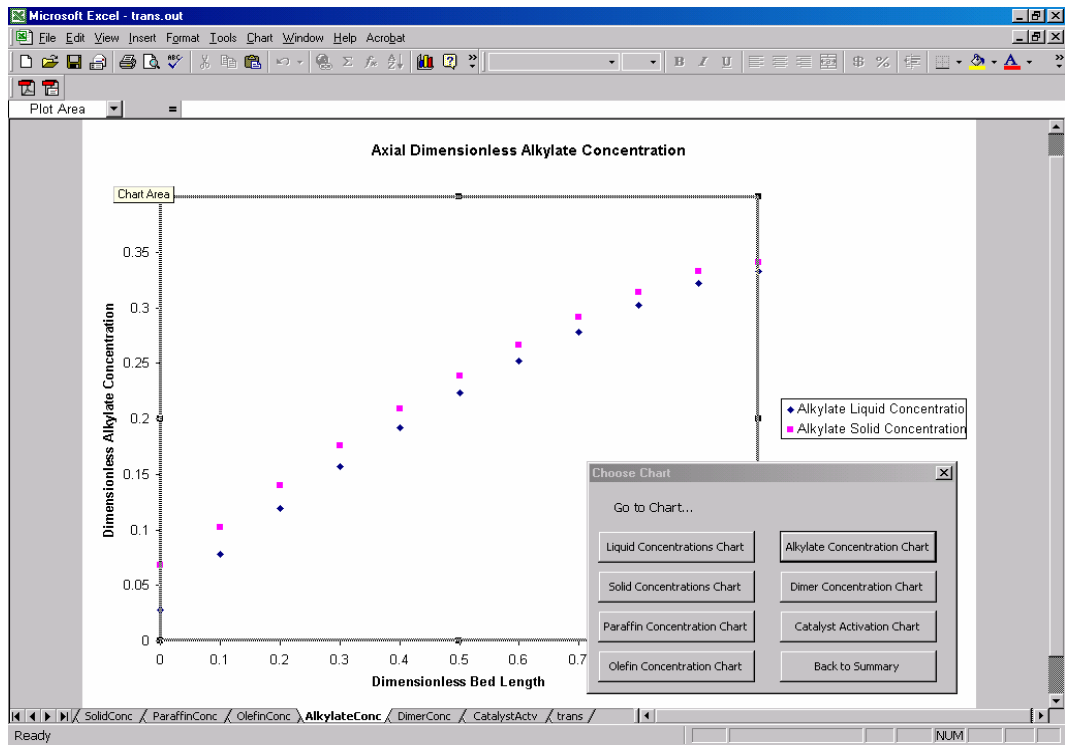 Microsoft Excel - trans.out
File Edit View Insert Format Tools Chart Window Help Acrobat
ABC
Σ fx
B I U $ % A
Plot Area =
Axial Dimensionless Alkylate Concentration
Chart Area
0.35
0.3
0.25
0.2
0.15
0.1
0.05
0
Dimensionless Alkylate Concentration
0 0.1 0.2 0.3 0.4 0.5 0.6 0.7
Dimensionless Bed Length
Alkylate Liquid Concentratio
Alkylate Solid Concentration
Choose Chart
Go to Chart...
Liquid Concentrations Chart Alkylate Concentration Chart
Solid Concentrations Chart Dimer Concentration Chart
Paraffin Concentration Chart Catalyst Activation Chart
Olefin Concentration Chart Back to Summary
SolidConc / ParaffinConc / OlefinConc \ AlkylateConc / DimerConc / CatalystActv / trans /
Ready NUM